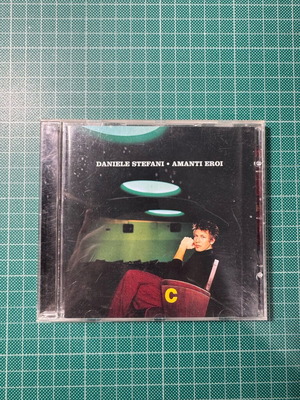 DANIELE STEFANI • AMANTI EROI
C